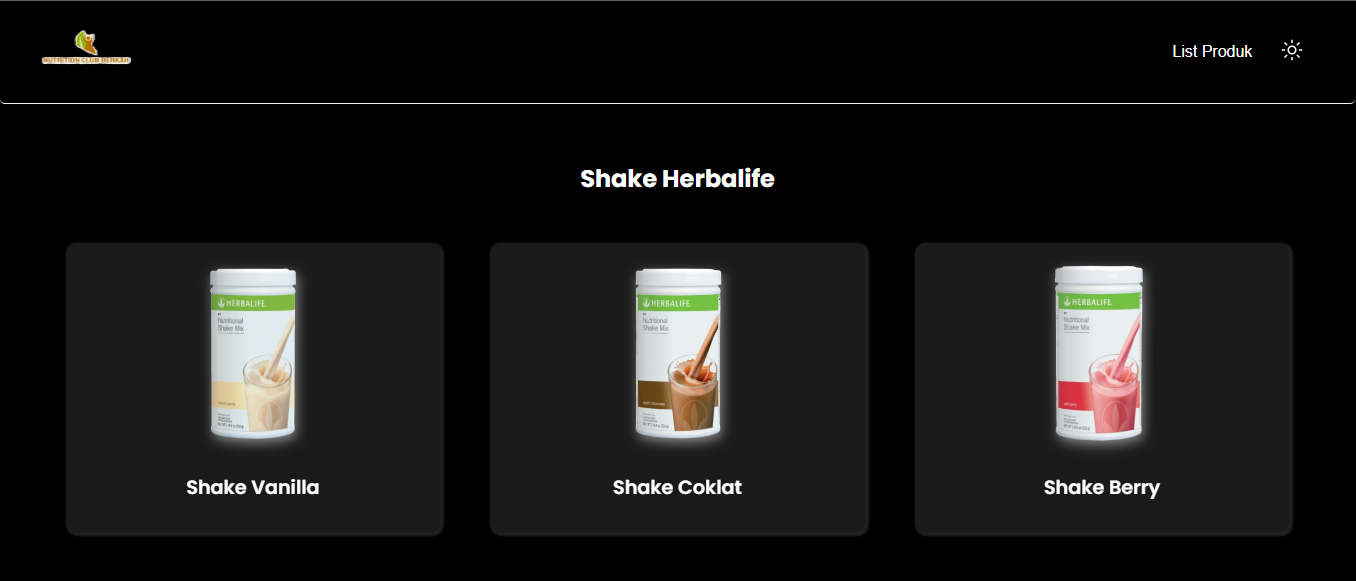 NUTRITION CLUB BERKAH
List Produk
Shake Herbalife
HERBALIFE
Nutritional
Shake Mix
HERBALIFE
Nutritional
Shake Mix
HERBALIFE
Nutritional
Shake Mix
Shake Vanilla
Shake Coklat
Shake Berry